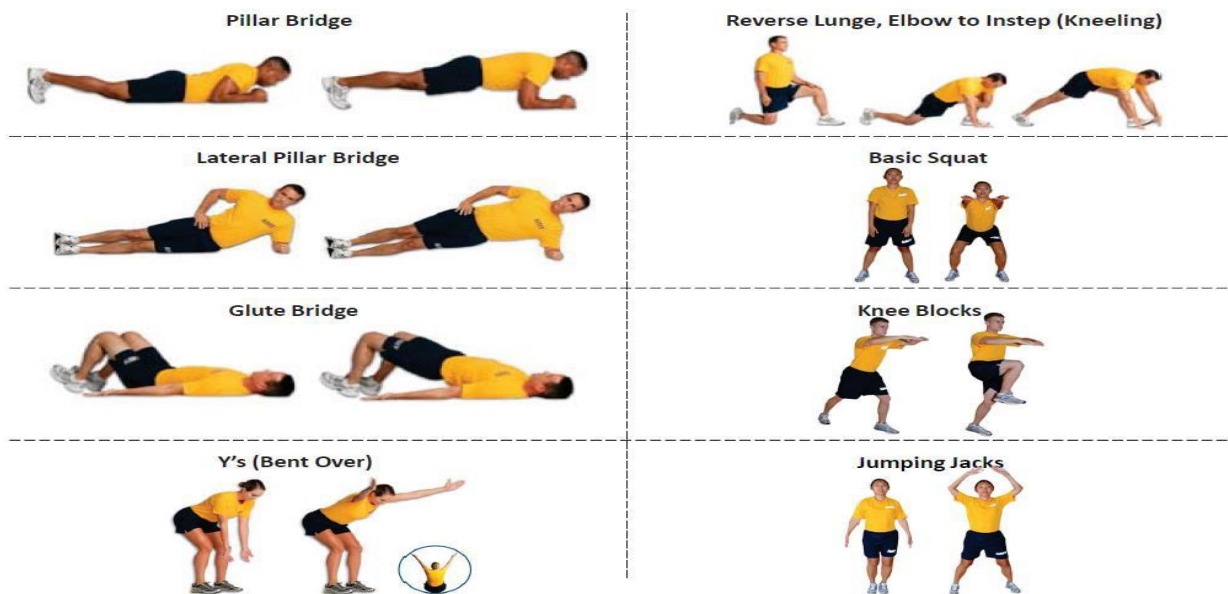 Pillar Bridge
Reverse Lunge, Elbow to Instep (Kneeling)
Lateral Pillar Bridge
Basic Squat
Glute Bridge
Knee Blocks
Y's (Bent Over)
Jumping Jacks